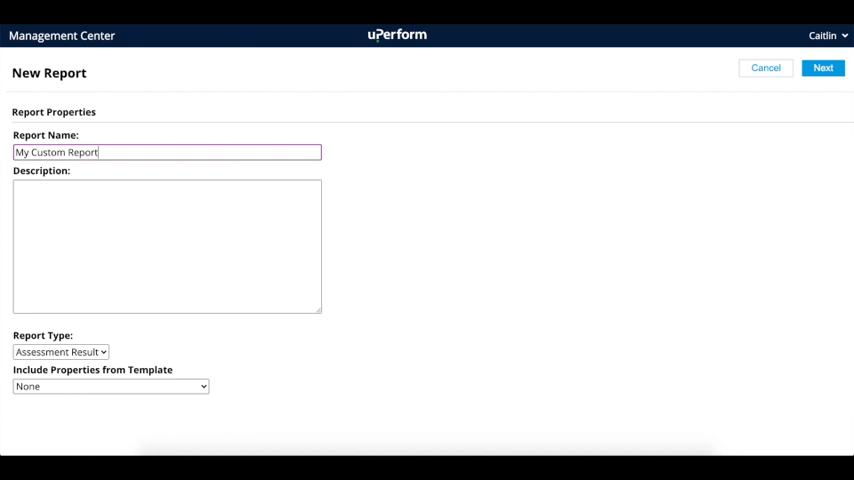 Management Center
uPerform
Caitlin
New Report
Cancel
Next
Report Properties
Report Name:
My Custom Report
Description:
Report Type:
Assessment Result
Include Properties from Template
None